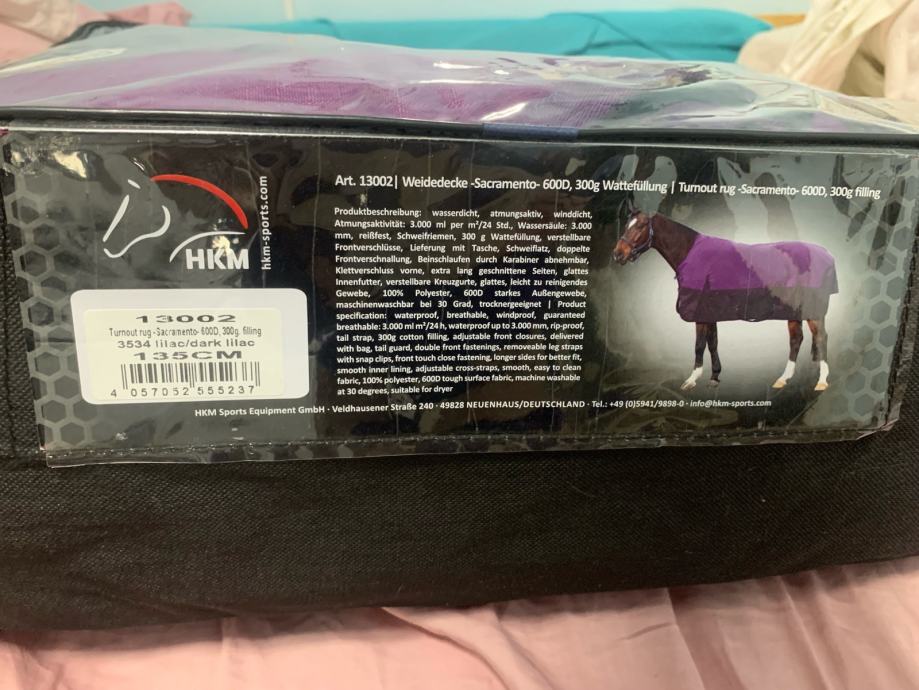 HKM
hkm-sports.com
13002
Turnout rug -Sacramento- 600D, 300g. filling
3534 lilac/dark lilac
135CM
4 057052 555237
Art. 13002| Weidedecke -Sacramento- 600D, 300g Wattefüllung | Turnout rug -Sacramento- 600D, 300g filling
Produktbeschreibung: wasserdicht, atmungsaktiv, winddicht,
Atmungsaktivität: 3.000 ml per m²/24 Std., Wassersäule: 3.000
mm, reißfest, Schweifriemen, 300 g Wattefüllung, verstellbare
Frontverschlüsse, Lieferung mit Tasche, Schweiflatz, doppelte
Frontverschnallung, Beinschlaufen durch Karabiner abnehmbar,
Klettverschluss vorne, extra lang geschnittene Seiten, glattes
Innenfutter, verstellbare Kreuzgurte, glattes, leicht zu reinigendes
Gewebe, 100% Polyester, 600D starkes Außengewebe,
maschinenwaschbar bei 30 Grad, trocknergeeignet | Product
specification: waterproof, breathable, windproof, guaranteed
breathable: 3.000 ml m²/24 h, waterproof up to 3.000 mm, rip-proof,
tail strap, 300g cotton filling, adjustable front closures, delivered
with bag, tail guard, double front fastenings, removeable leg straps
with snap clips, front touch close fastening, longer sides for better fit,
smooth inner lining, adjustable cross-straps, smooth, easy to clean
fabric, 100% polyester, 600D tough surface fabric, machine washable
at 30 degrees, suitable for dryer
HKM Sports Equipment GmbH · Veldhausener Straße 240 · 49828 NEUENHAUS/DEUTSCHLAND · Tel.: +49 (0)5941/9898-0 · info@hkm-sports.com